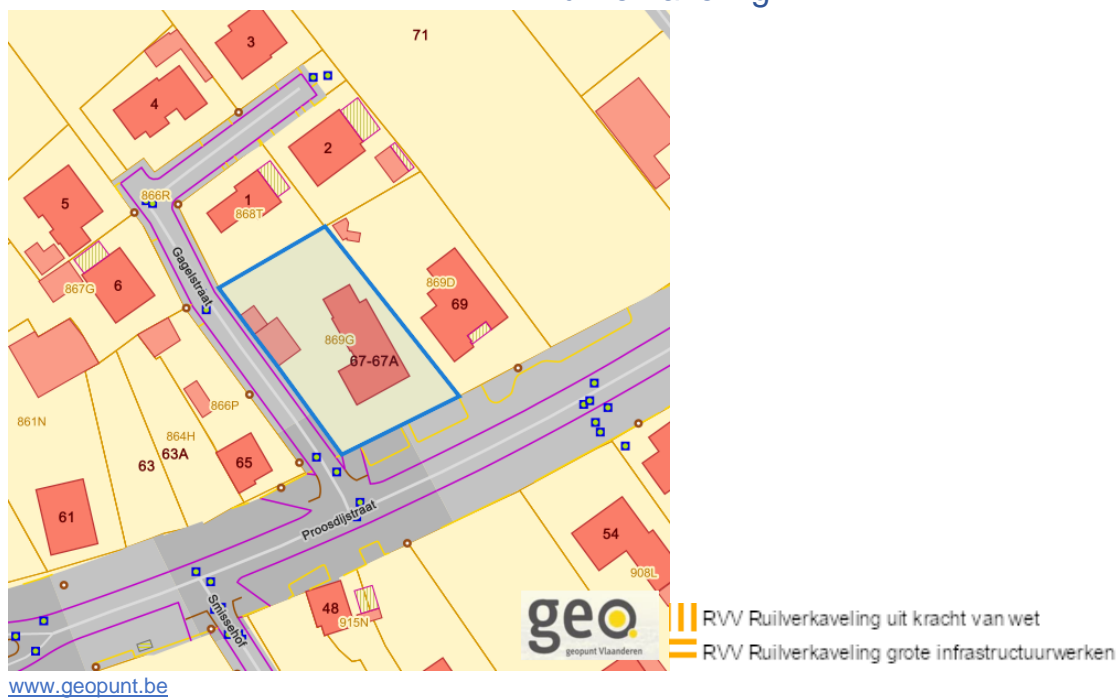 71
3
4
2
866R
1
868T
5
Gagelstraat
867G
6
869D
69
869G
67-67A
861N
866P
864H
63
63A
65
61
Proosdijstraat
54
908L
48
915N
Smissehof
geo
geopunt Vlaanderen
RVV Ruilverkaveling uit kracht van wet
RVV Ruilverkaveling grote infrastructuurwerken
www.geopunt.be